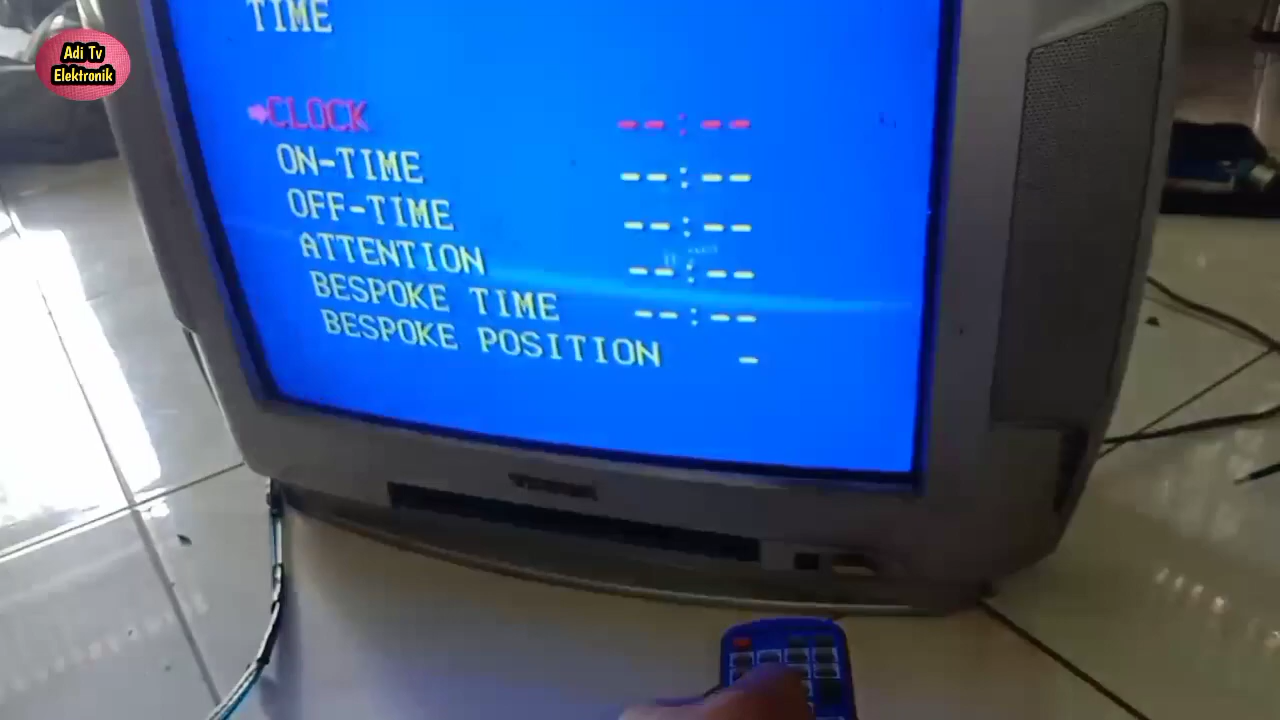 Adi Tv
Elektronik
TIME
CLOCK --:--
ON-TIME --:--
OFF-TIME --:--
ATTENTION --:--
BESPOKE TIME --:--
BESPOKE POSITION -